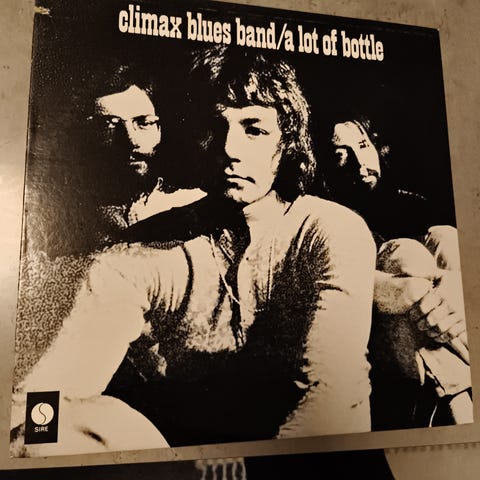 climax blues band/a lot of bottle
SIRE